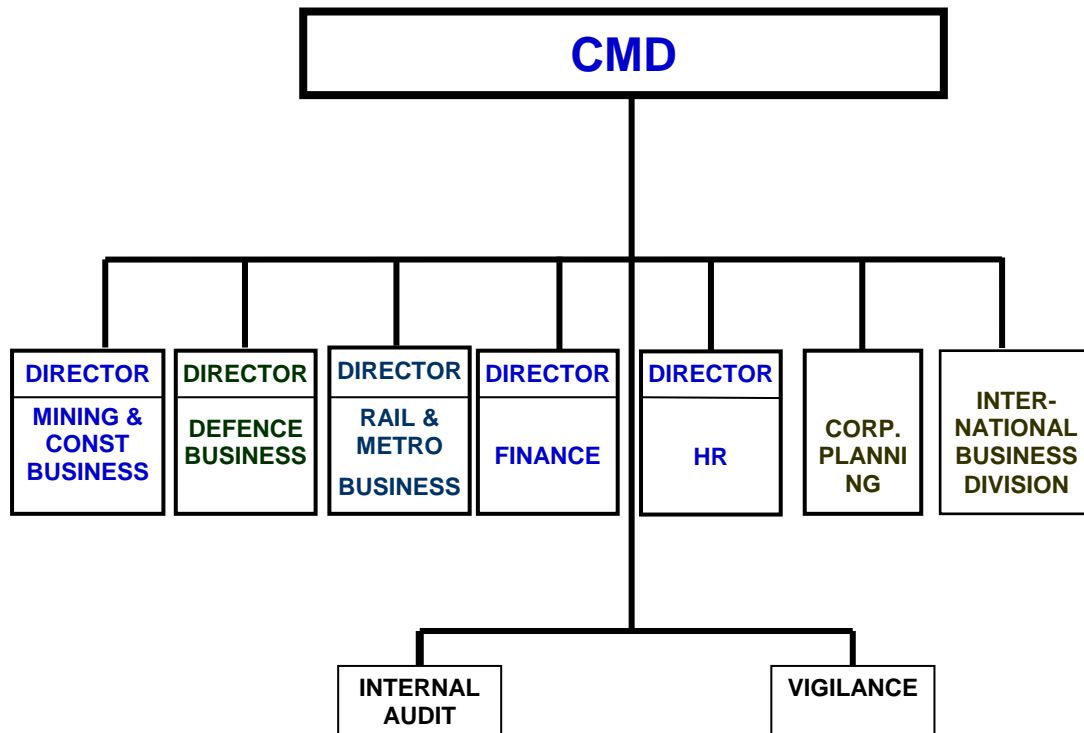 CMD
DIRECTOR
MINING &
CONST
BUSINESS
DIRECTOR
DEFENCE
BUSINESS
DIRECTOR
RAIL &
METRO
BUSINESS
DIRECTOR
FINANCE
DIRECTOR
HR
CORP.
PLANNI
NG
INTER-
NATIONAL
BUSINESS
DIVISION
INTERNAL
AUDIT
VIGILANCE